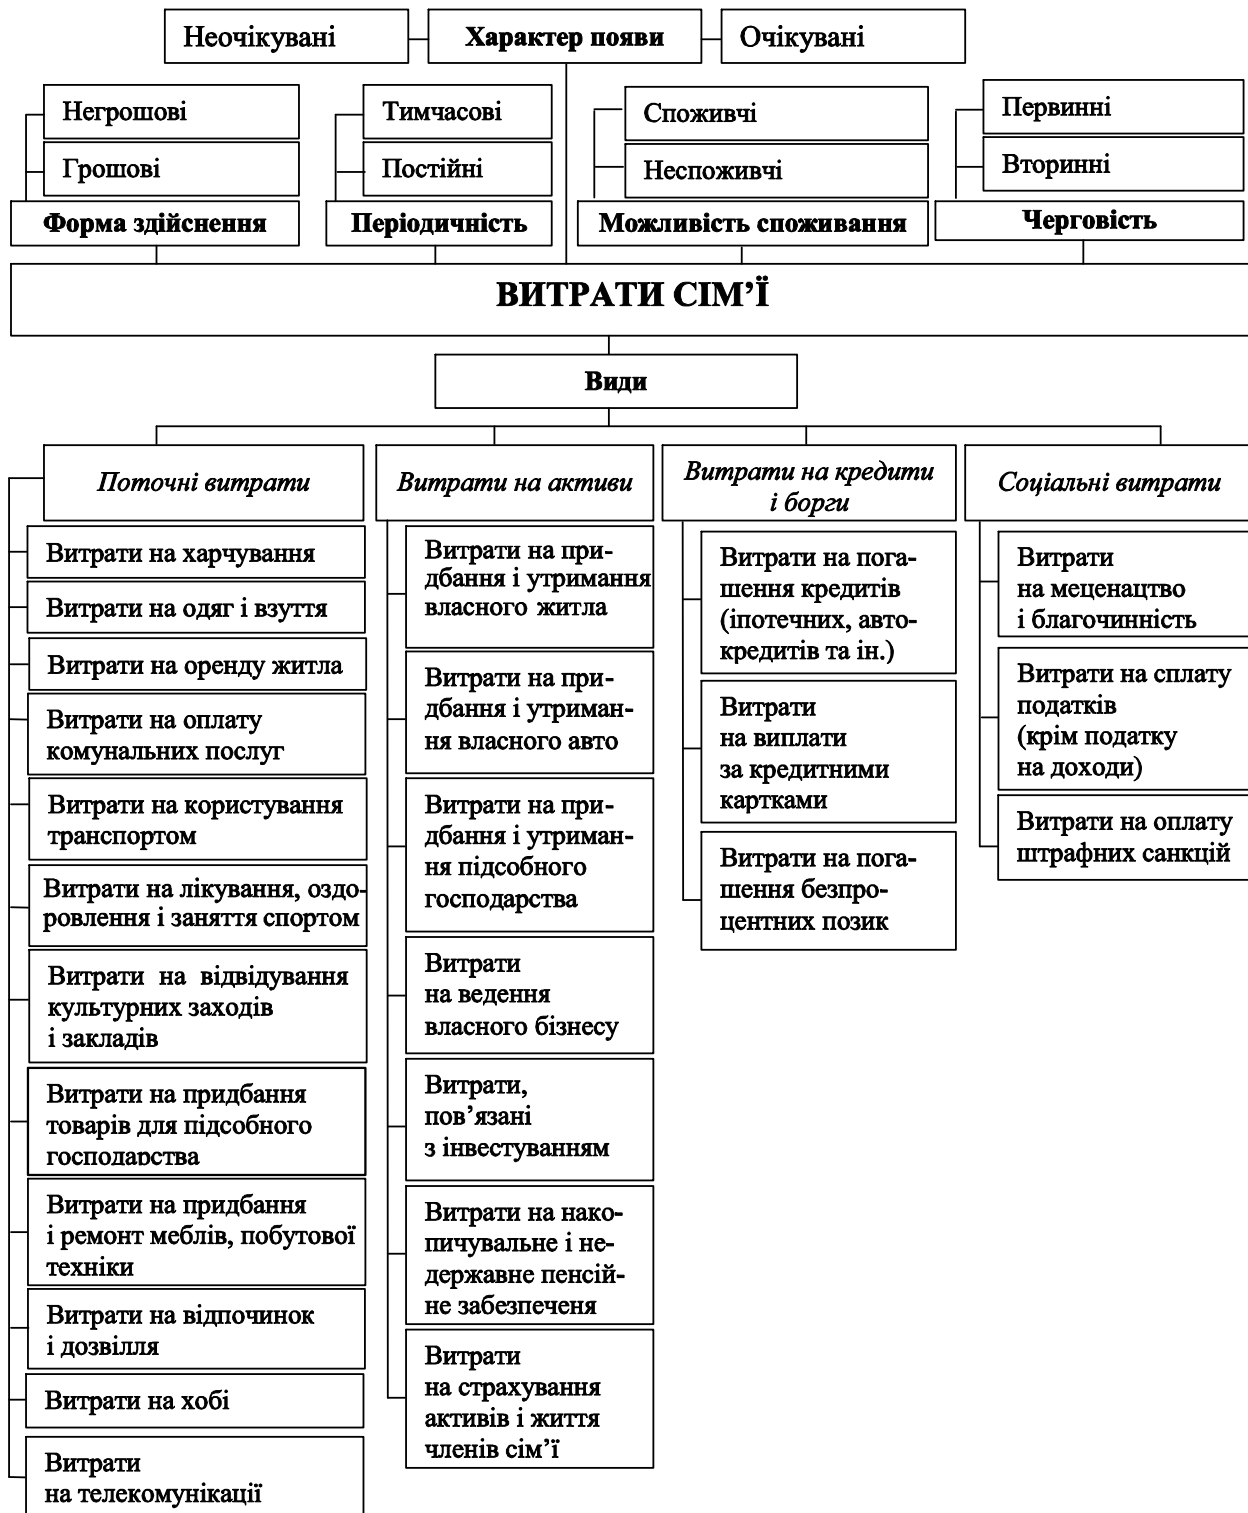 Неочікувані
Характер появи
Очікувані
Негрошові
Грошові
Форма здійснення
Тимчасові
Постійні
Періодичність
Споживчі
Неспоживчі
Можливість споживання
Первинні
Вторинні
Черговість
ВИТРАТИ СІМ’Ї
Види
Поточні витрати
Витрати на харчування
Витрати на одяг і взуття
Витрати на оренду житла
Витрати на оплату
комунальних послуг
Витрати на користування
транспортом
Витрати на лікування, оздо-
ровлення і заняття спортом
Витрати на відвідування
культурних заходів
і закладів
Витрати на придбання
товарів для підсобного
господарства
Витрати на придбання
і ремонт меблів, побутової
техніки
Витрати на відпочинок
і дозвілля
Витрати на хобі
Витрати
на телекомунікації
Витрати на активи
Витрати на при-
дбання і утримання
власного житла
Витрати на при-
дбання і утриман-
ня власного авто
Витрати на при-
дбання і утриман-
ня підсобного
господарства
Витрати
на ведення
власного бізнесу
Витрати,
пов’язані
з інвестуванням
Витрати на нако-
пичувальне і не-
державне пенсій-
не забезпеченя
Витрати
на страхування
активів і життя
членів сім’ї
Витрати на кредити
і борги
Витрати на пога-
шення кредитів
(іпотечних, авто-
кредитів та ін.)
Витрати
на виплати
за кредитними
картками
Витрати на пога-
шення безпро-
центних позик
Соціальні витрати
Витрати
на меценацтво
і благочинність
Витрати на сплату
податків
(крім податку
на доходи)
Витрати на оплату
штрафних санкцій